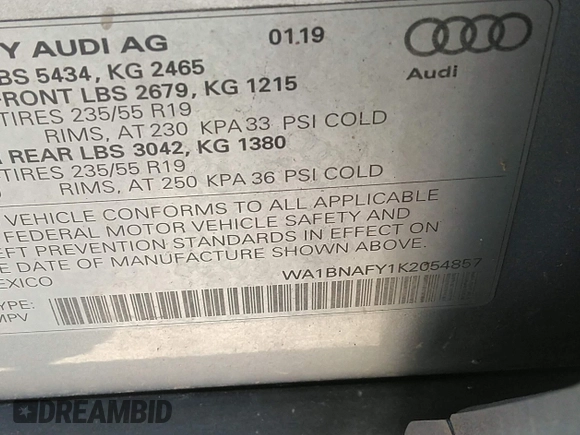 Y AUDI AG 01.19
BS 5434, KG 2465
FRONT LBS 2679, KG 1215
TIRES 235/55 R19
RIMS, AT 230 KPA 33 PSI COLD
REAR LBS 3042, KG 1380
TIRES 235/55 R19
RIMS, AT 250 KPA 36 PSI COLD
VEHICLE CONFORMS TO ALL APPLICABLE
FEDERAL MOTOR VEHICLE SAFETY AND
EFT PREVENTION STANDARDS IN EFFECT ON
E DATE OF MANUFACTURE SHOWN ABOVE.
EXICO WA1BNAFY1K2054857
YPE:
MPV
Audi
DREAMBID